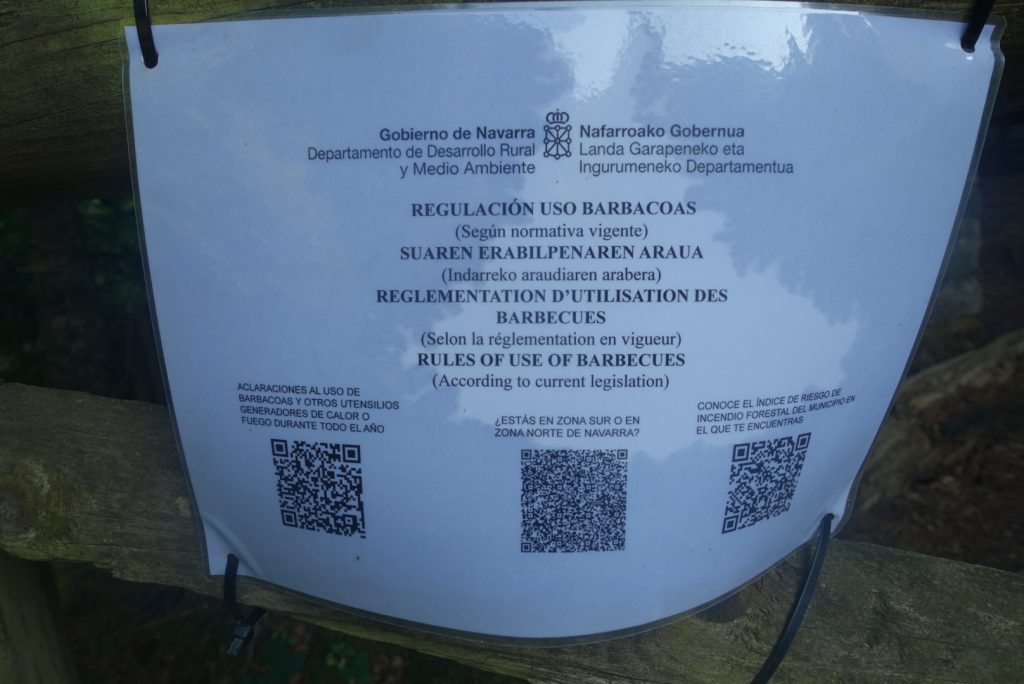 Gobierno de Navarra
Departamento de Desarrollo Rural
y Medio Ambiente
Nafarroako Gobernua
Landa Garapeneko eta
Ingurumeneko Departamentua
REGULACIÓN USO BARBACOAS
(Según normativa vigente)
SUAREN ERABILPENAREN ARAUA
(Indarreko araudiaren arabera)
REGLEMENTATION D'UTILISATION DES
BARBECUES
(Selon la réglementation en vigueur)
RULES OF USE OF BARBECUES
(According to current legislation)
ACLARACIONES AL USO DE
BARBACOAS Y OTROS UTENSILIOS
GENERADORES DE CALOR O
FUEGO DURANTE TODO EL AÑO
¿ESTÁS EN ZONA SUR O EN
ZONA NORTE DE NAVARRA?
CONOCE EL ÍNDICE DE RIESGO DE
INCENDIO FORESTAL DEL MUNICIPIO EN
EL QUE TE ENCUENTRAS